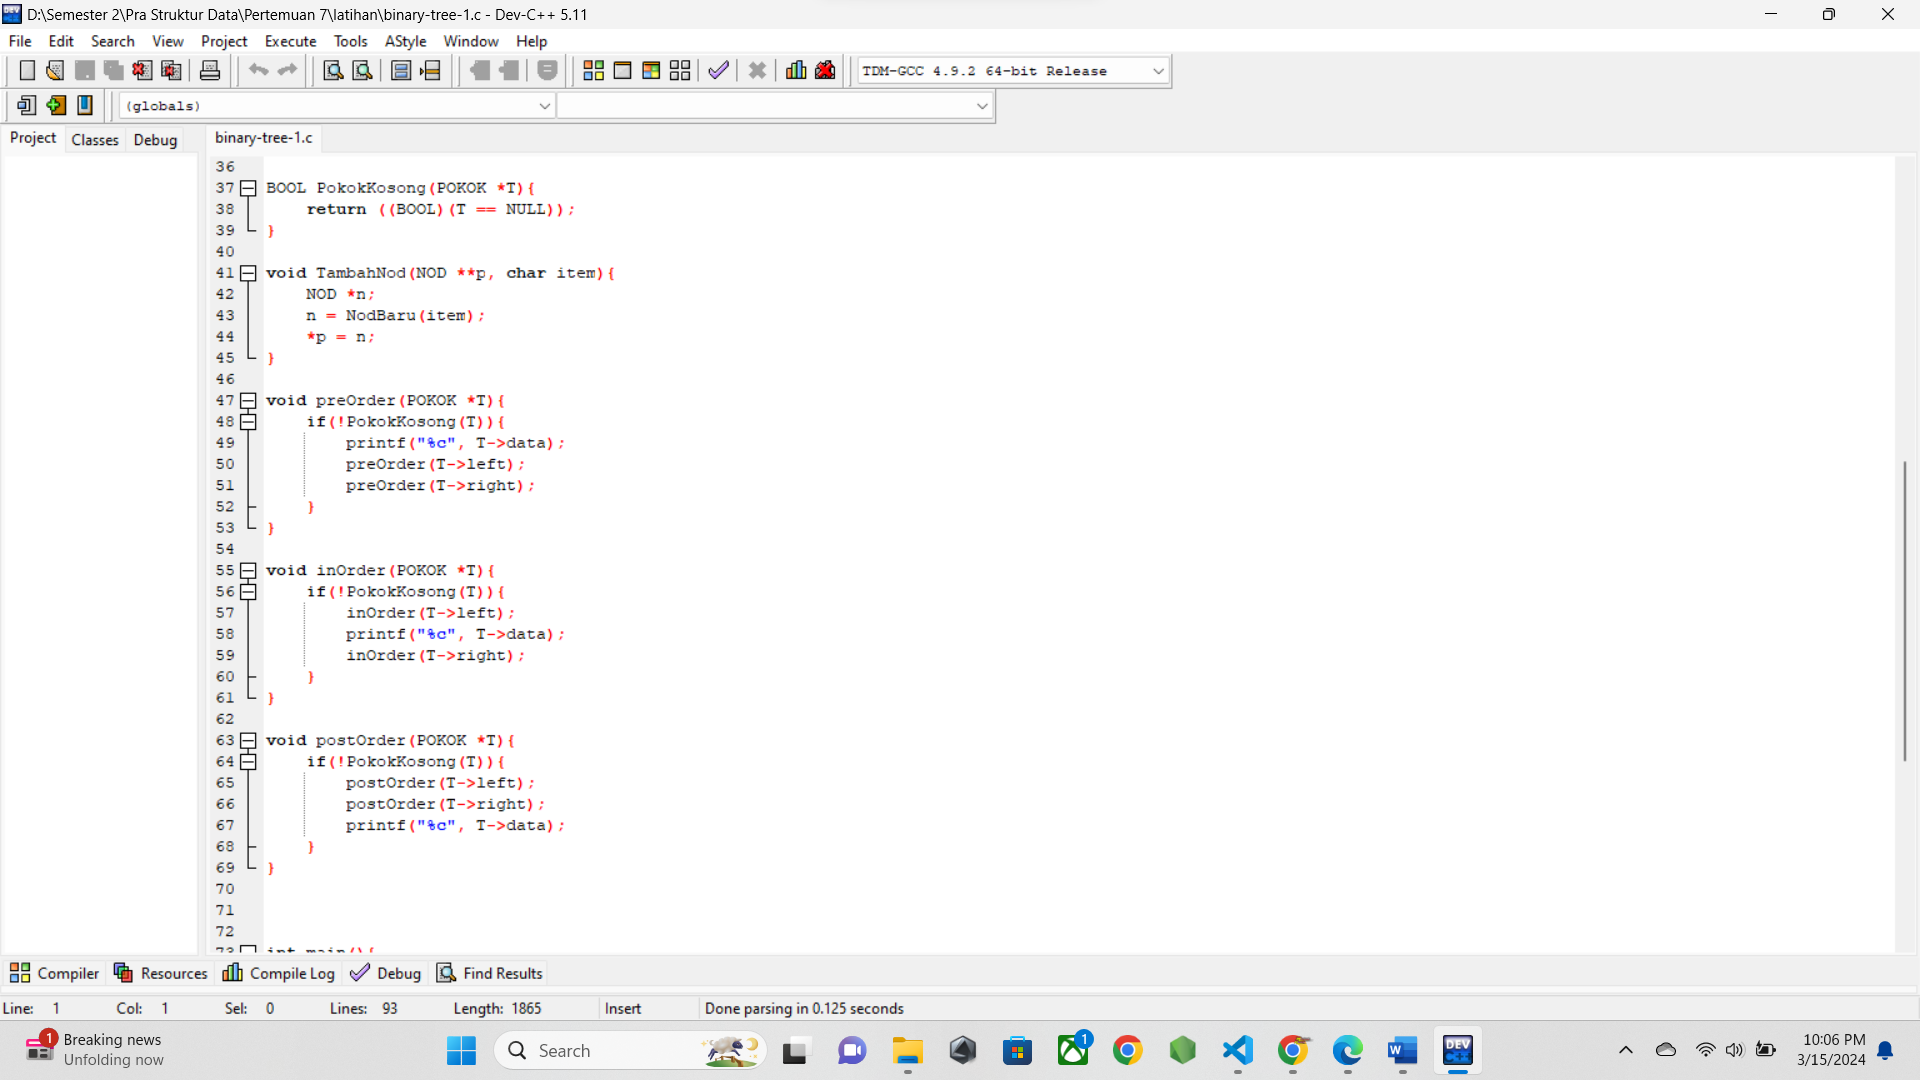 D:\Semester 2\Pra Struktur Data\Pertemuan 7\latihan\binary-tree-1.c - Dev-C++ 5.11
File Edit Search View Project Execute Tools AStyle Window Help
TDM-GCC 4.9.2 64-bit Release
(globals)
Project Classes Debug binary-tree-1.c
36
37 BOOL PokokKosong(POKOK *T){
38 return ((BOOL)(T == NULL));
39 }
40
41 void TambahNod(NOD **p, char item){
42 NOD *n;
43 n = NodBaru(item);
44 *p = n;
45 }
46
47 void preOrder(POKOK *T){
48 if(!PokokKosong(T)){
49 printf("%c", T->data);
50 preOrder(T->left);
51 preOrder(T->right);
52 }
53 }
54
55 void inOrder(POKOK *T){
56 if(!PokokKosong(T)){
57 inOrder(T->left);
58 printf("%c", T->data);
59 inOrder(T->right);
60 }
61 }
62
63 void postOrder(POKOK *T){
64 if(!PokokKosong(T)){
65 postOrder(T->left);
66 postOrder(T->right);
67 printf("%c", T->data);
68 }
69 }
70
71
72
73 int main(){
Compiler Resources Compile Log Debug Find Results
Line: 1 Col: 1 Sel: 0 Lines: 93 Length: 1865 Insert Done parsing in 0.125 seconds
1 Breaking news
Unfolding now
Search
1
DEV C++
10:06 PM
3/15/2024